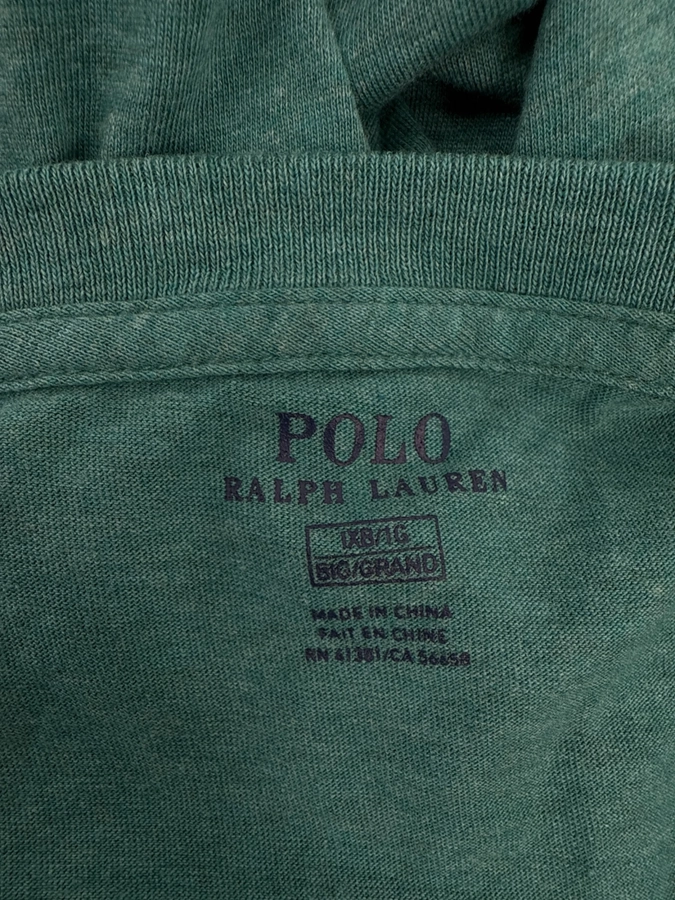 POLO
RALPH LAUREN
1XB/1G
BIG/GRAND
MADE IN CHINA
FAIT EN CHINE
RN 41381/CA 56658